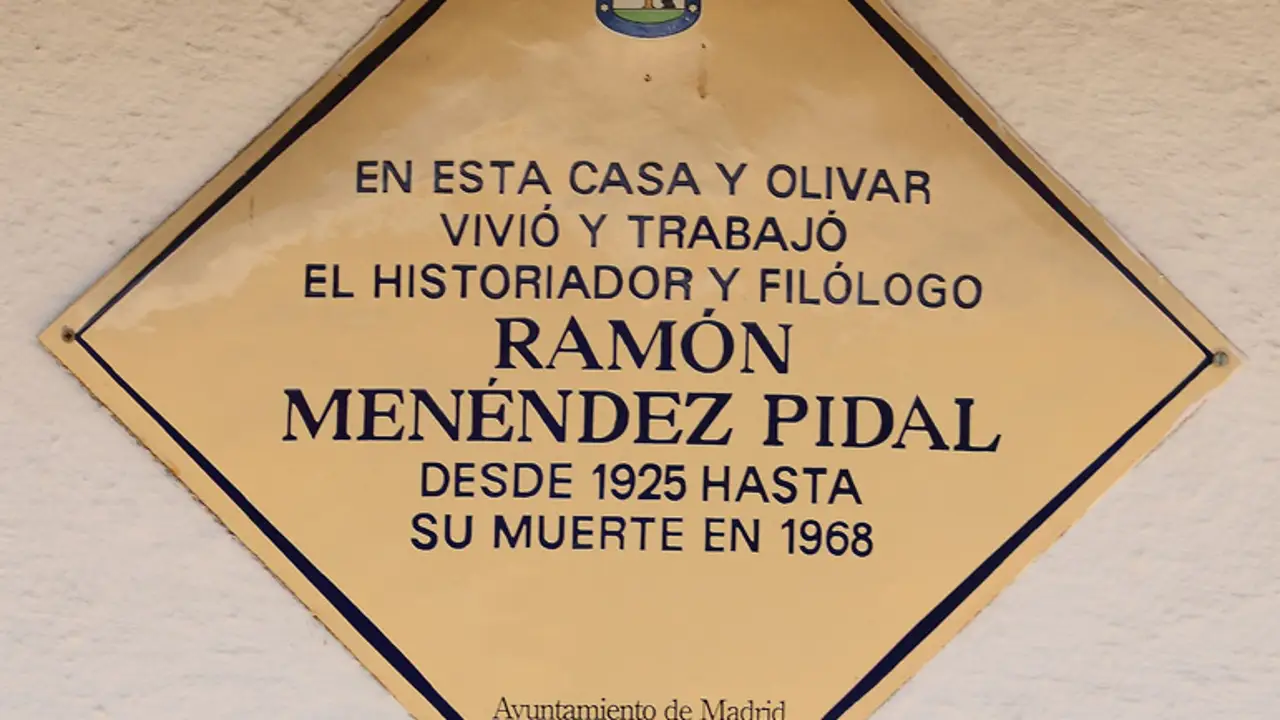 EN ESTA CASA Y OLIVAR
VIVIÓ Y TRABAJÓ
EL HISTORIADOR Y FILÓLOGO
RAMÓN
MENÉNDEZ PIDAL
DESDE 1925 HASTA
SU MUERTE EN 1968
Ayuntamiento de Madrid